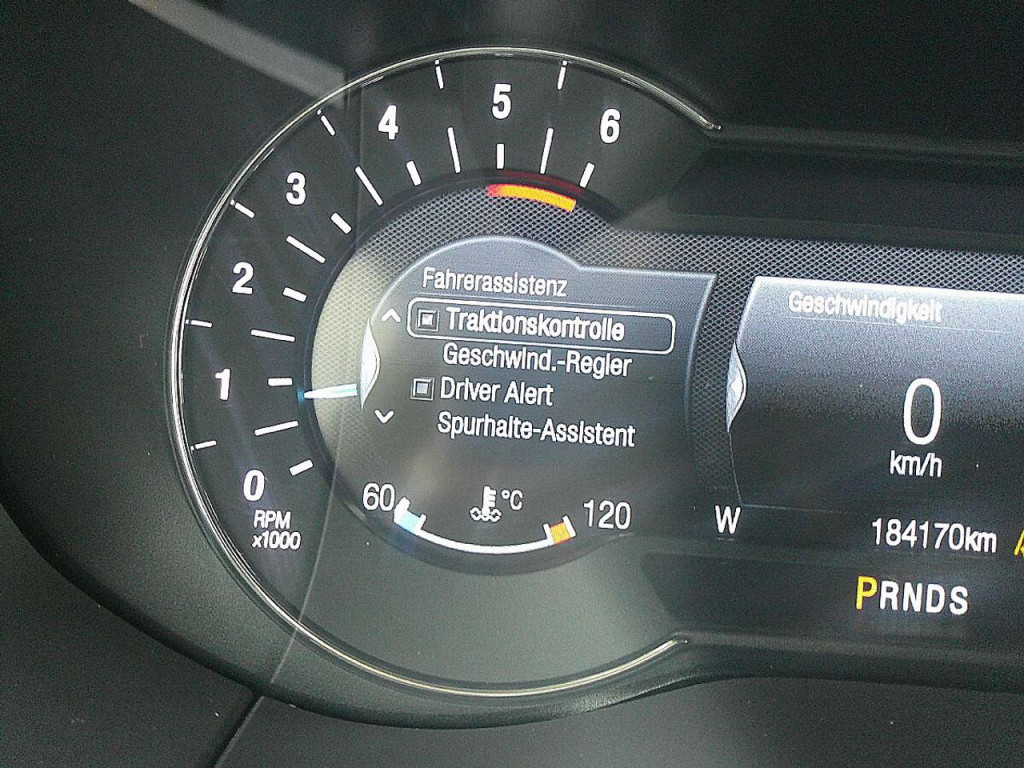 6
5
4
3
2
1
0
RPM
x1000
Fahrerassistenz
Traktionskontrolle
Geschwind.-Regler
Driver Alert
Spurhalte-Assistent
60 °C 120
Geschwindigkeit
0
km/h
W 184170km
PRNDS